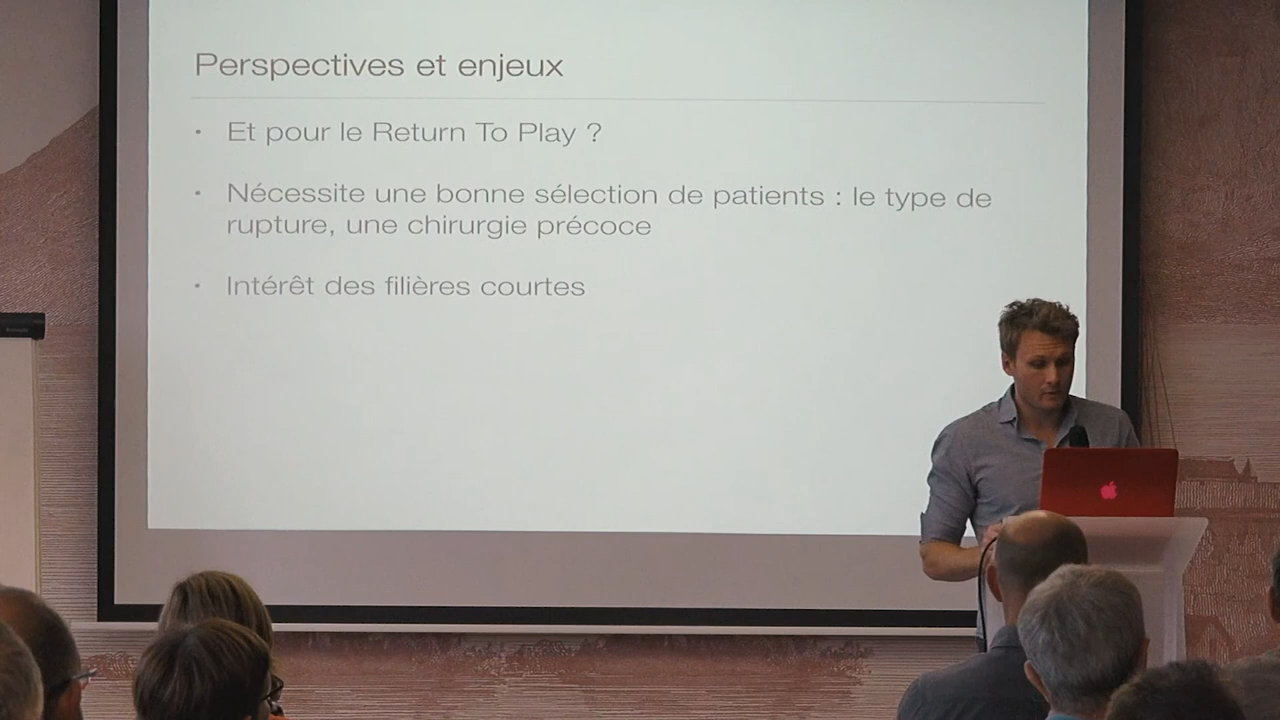 Perspectives et enjeux
• Et pour le Return To Play ?
• Nécessite une bonne sélection de patients : le type de
rupture, une chirurgie précoce
• Intérêt des filières courtes